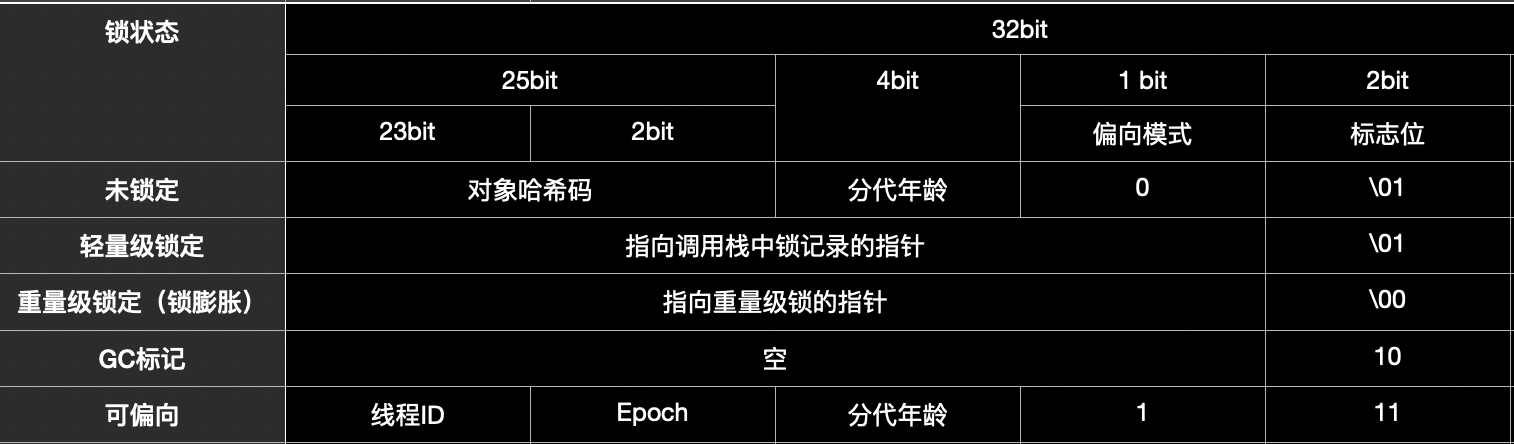 锁状态 32bit
25bit 4bit 1 bit 2bit
23bit 2bit 偏向模式 标志位
未锁定 对象哈希码 分代年龄 0 \01
轻量级锁定 指向调用栈中锁记录的指针 \01
重量级锁定（锁膨胀） 指向重量级锁的指针 \00
GC标记 空 10
可偏向 线程ID Epoch 分代年龄 1 11